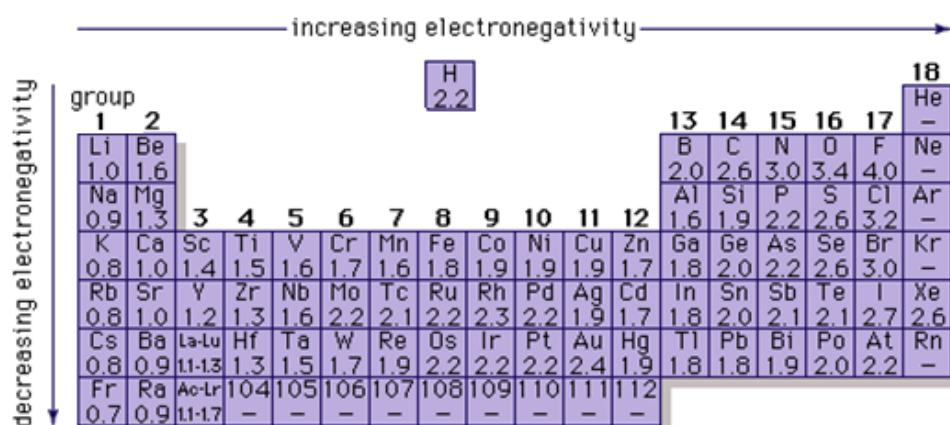 increasing electronegativity
decreasing electronegativity
H 18
group 2.2 He
1 2 13 14 15 16 17 –
Li Be B C N O F Ne
1.0 1.6 2.0 2.6 3.0 3.4 4.0 –
Na Mg Al Si P S Cl Ar
0.9 1.3 3 4 5 6 7 8 9 10 11 12 1.6 1.9 2.2 2.6 3.2 –
K Ca Sc Ti V Cr Mn Fe Co Ni Cu Zn Ga Ge As Se Br Kr
0.8 1.0 1.4 1.5 1.6 1.7 1.6 1.8 1.9 1.9 1.9 1.7 1.8 2.0 2.2 2.6 3.0 –
Rb Sr Y Zr Nb Mo Tc Ru Rh Pd Ag Cd In Sn Sb Te I Xe
0.8 1.0 1.2 1.3 1.6 2.2 2.1 2.2 2.3 2.2 1.9 1.7 1.8 2.0 2.1 2.1 2.7 2.6
Cs Ba La-Lu Hf Ta W Re Os Ir Pt Au Hg Tl Pb Bi Po At Rn
0.8 0.9 1.1-1.3 1.3 1.5 1.7 1.9 2.2 2.2 2.2 2.4 1.9 1.8 1.8 1.9 2.0 2.2 –
Fr Ra Ac-Lr 104 105 106 107 108 109 110 111 112
0.7 0.9 1.1-1.7 – – – – – – – – –